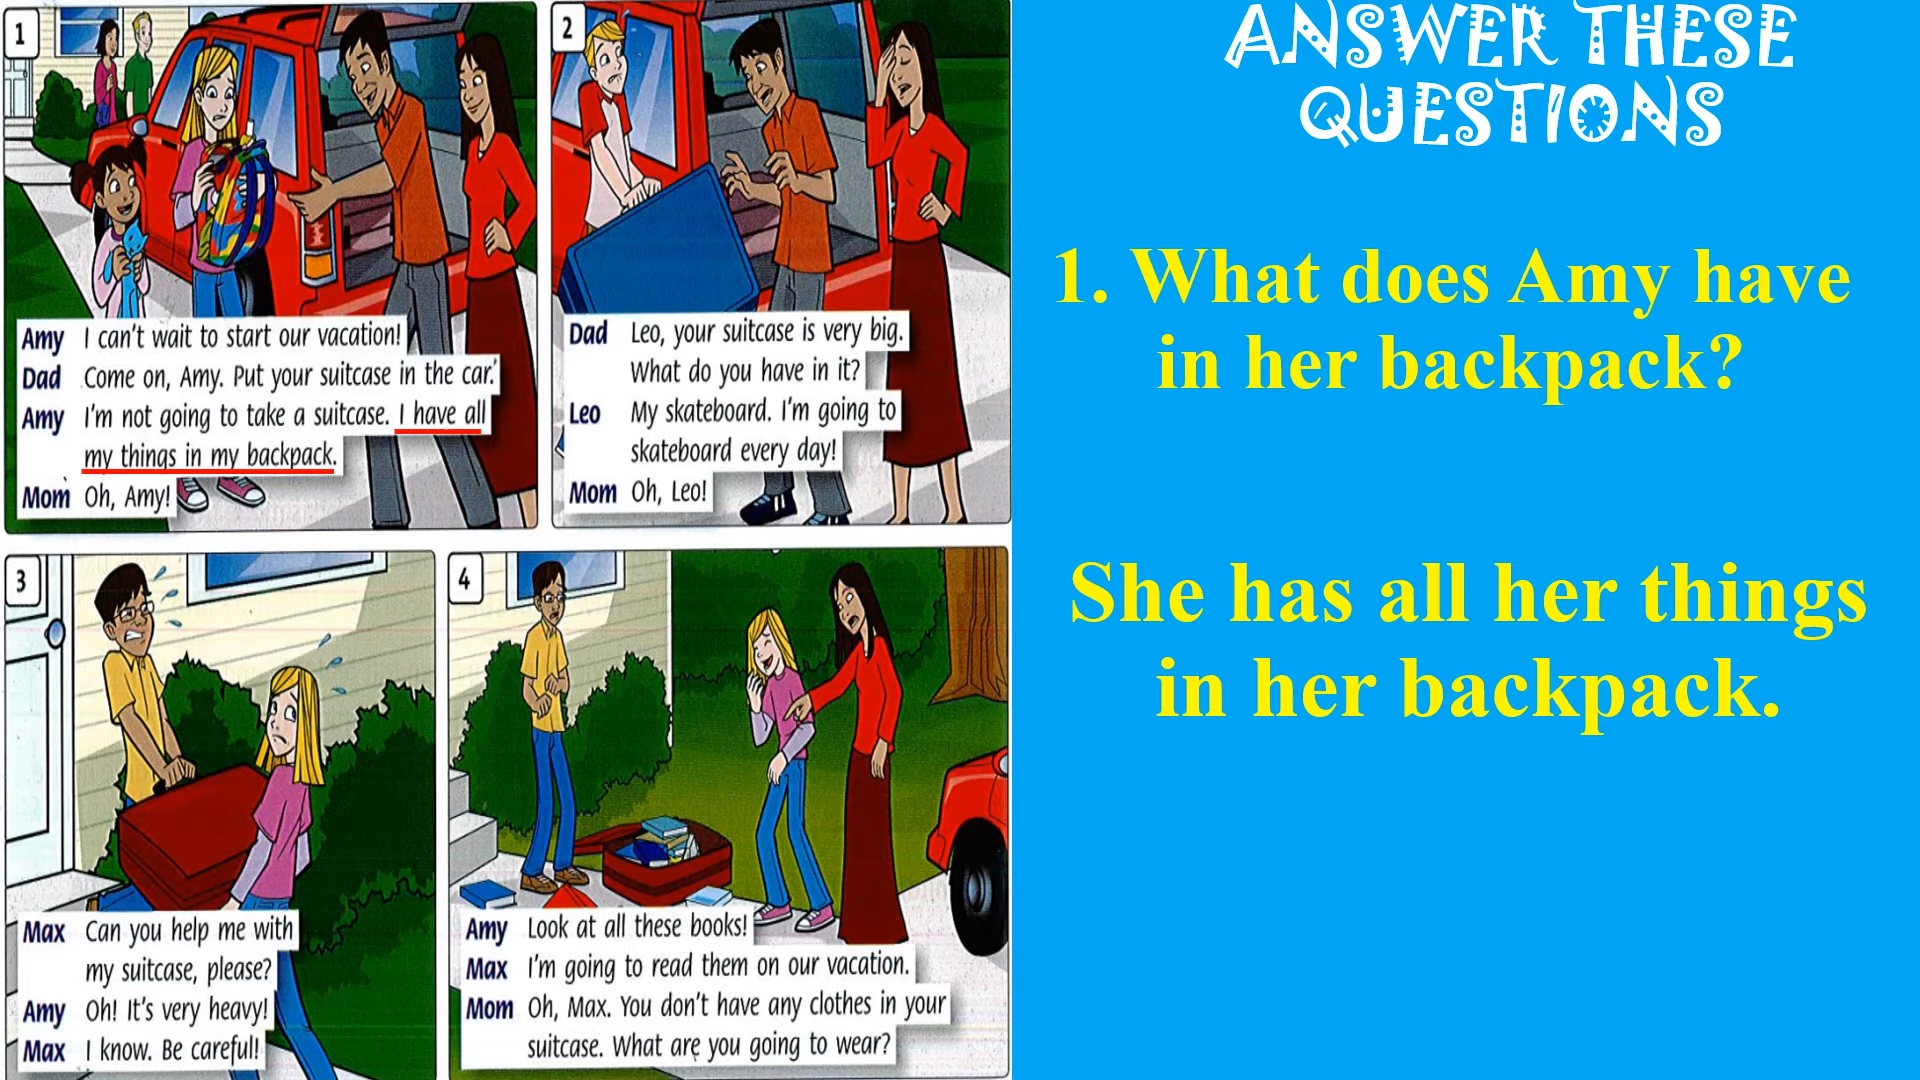 1
Amy I can't wait to start our vacation!
Dad Come on, Amy. Put your suitcase in the car.
Amy I'm not going to take a suitcase. I have all
my things in my backpack.
Mom Oh, Amy!
2
Dad Leo, your suitcase is very big.
What do you have in it?
Leo My skateboard. I'm going to
skateboard every day!
Mom Oh, Leo!
3
Max Can you help me with
my suitcase, please?
Amy Oh! It's very heavy!
Max I know. Be careful!
4
Amy Look at all these books!
Max I'm going to read them on our vacation.
Mom Oh, Max. You don't have any clothes in your
suitcase. What are you going to wear?
ANSWER THESE
QUESTIONS
1. What does Amy have
in her backpack?
She has all her things
in her backpack.